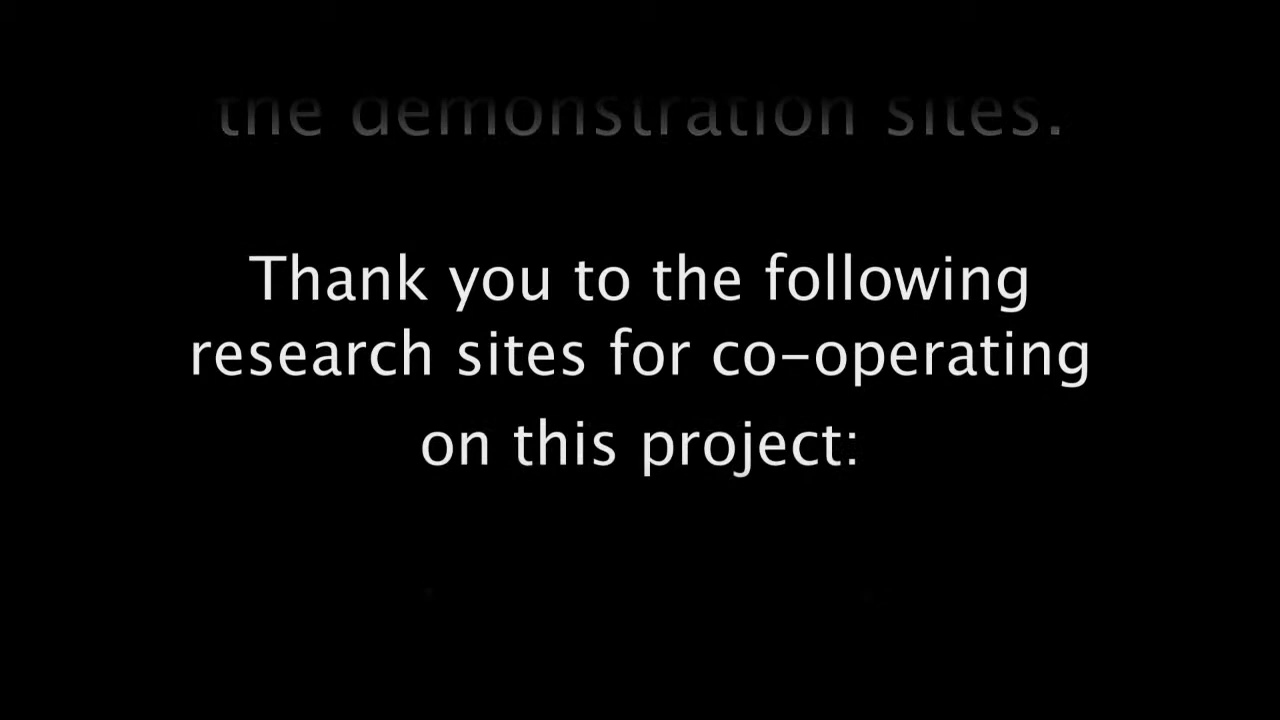 the demonstration sites.
Thank you to the following
research sites for co-operating
on this project: